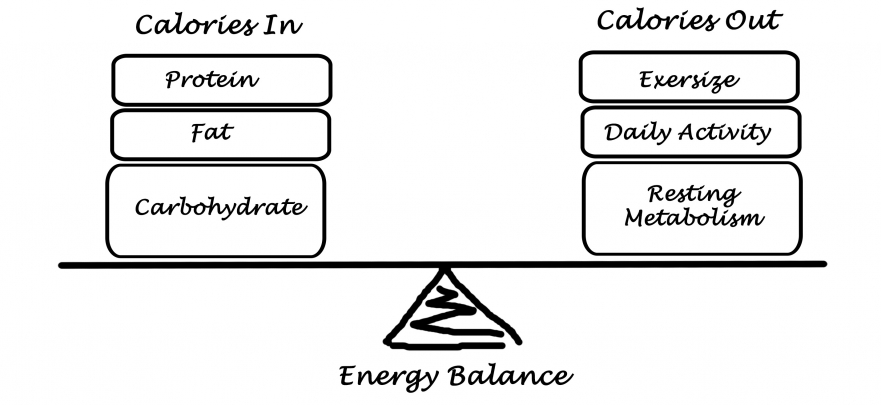 Calories In
Protein
Fat
Carbohydrate
Calories Out
Exersize
Daily Activity
Resting
Metabolism
Energy Balance